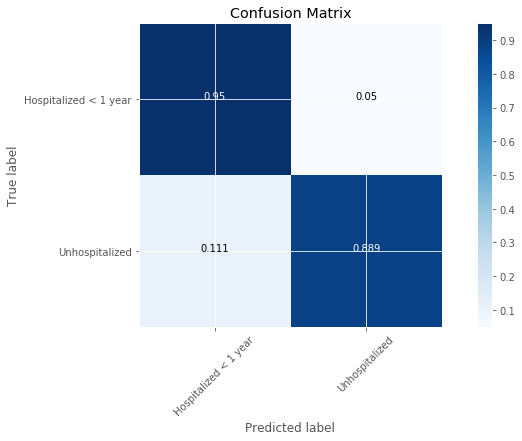 Confusion Matrix
True label
Hospitalized < 1 year
Unhospitalized
0.95
0.05
0.111
0.889
Hospitalized < 1 year
Unhospitalized
Predicted label
0.9
0.8
0.7
0.6
0.5
0.4
0.3
0.2
0.1